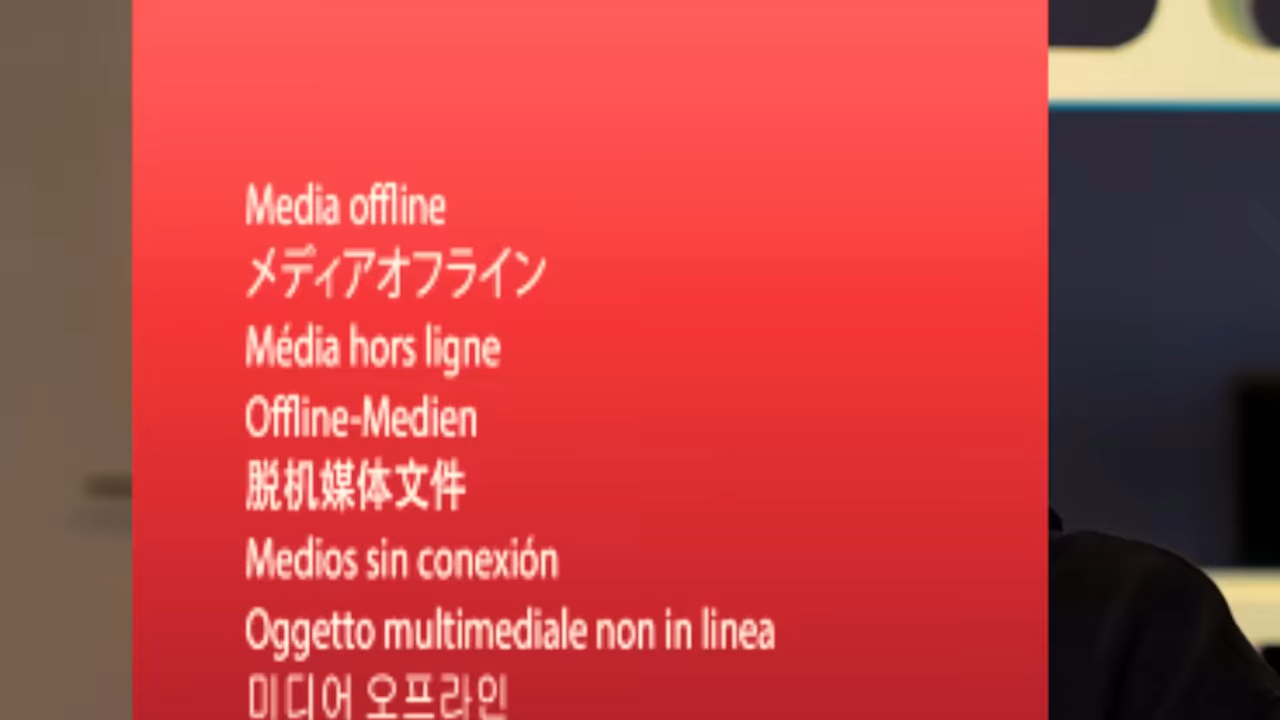 Media offline
メディアオフライン
Média hors ligne
Offline-Medien
脱机媒体文件
Medios sin conexión
Oggetto multimediale non in linea
미디어 오프라인